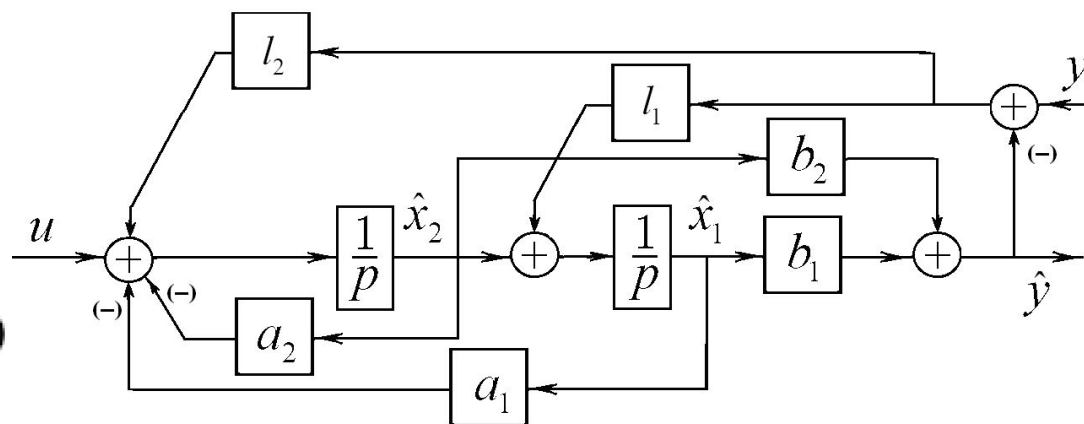 l₂
y
l₁
(−)
b₂
u
1/p
x̂₂
1/p
x̂₁
b₁
ŷ
(−)
(−)
a₂
a₁
+
+
+
+
)